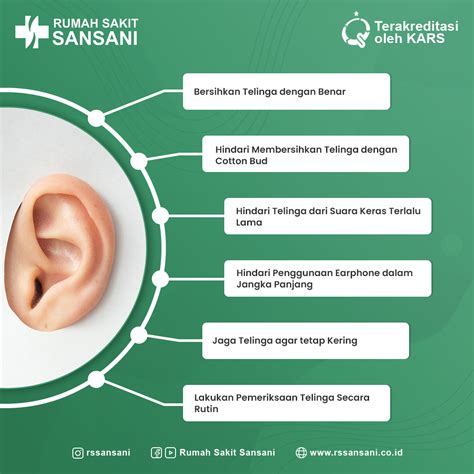 RUMAH SAKIT
SANSANI
Terakreditasi
oleh KARS
Bersihkan Telinga dengan Benar
Hindari Membersihkan Telinga dengan
Cotton Bud
Hindari Telinga dari Suara Keras Terlalu
Lama
Hindari Penggunaan Earphone dalam
Jangka Panjang
Jaga Telinga agar tetap Kering
Lakukan Pemeriksaan Telinga Secara
Rutin
rssansani
Rumah Sakit Sansani
www.rssansani.co.id